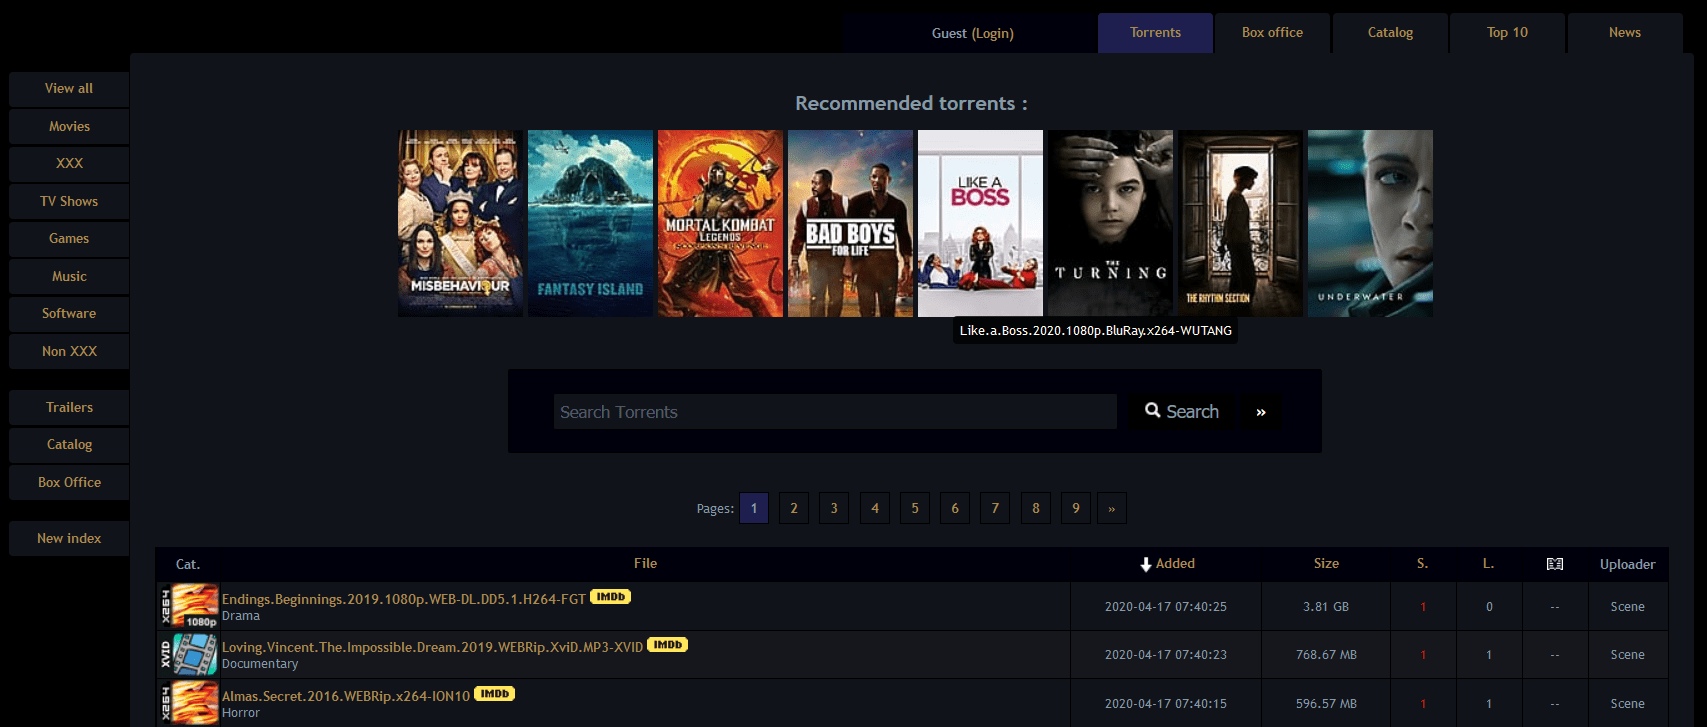 Guest (Login)
Torrents
Box office
Catalog
Top 10
News
View all
Movies
XXX
TV Shows
Games
Music
Software
Non XXX
Trailers
Catalog
Box Office
New index
Recommended torrents :
MISBEHAVIOUR
FANTASY ISLAND
MORTAL KOMBAT
LEGENDS
SCORPION'S REVENGE
BAD BOYS
FOR LIFE
LIKE A
BOSS
THE
TURNING
THE RHYTHM SECTION
UNDERWATER
Like.a.Boss.2020.1080p.BluRay.x264-WUTANG
Search Torrents
Search »
Pages: 1 2 3 4 5 6 7 8 9 »
Cat. File Added Size S. L. Uploader
X264 1080p Endings.Beginnings.2019.1080p.WEB-DL.DD5.1.H264-FGT IMDb 2020-04-17 07:40:25 3.81 GB 1 0 -- Scene
Drama
XVID Loving.Vincent.The.Impossible.Dream.2019.WEBRip.XviD.MP3-XVID IMDb 2020-04-17 07:40:23 768.67 MB 1 1 -- Scene
Documentary
X264 Almas.Secret.2016.WEBRip.x264-ION10 IMDb 2020-04-17 07:40:15 596.57 MB 1 1 -- Scene
Horror